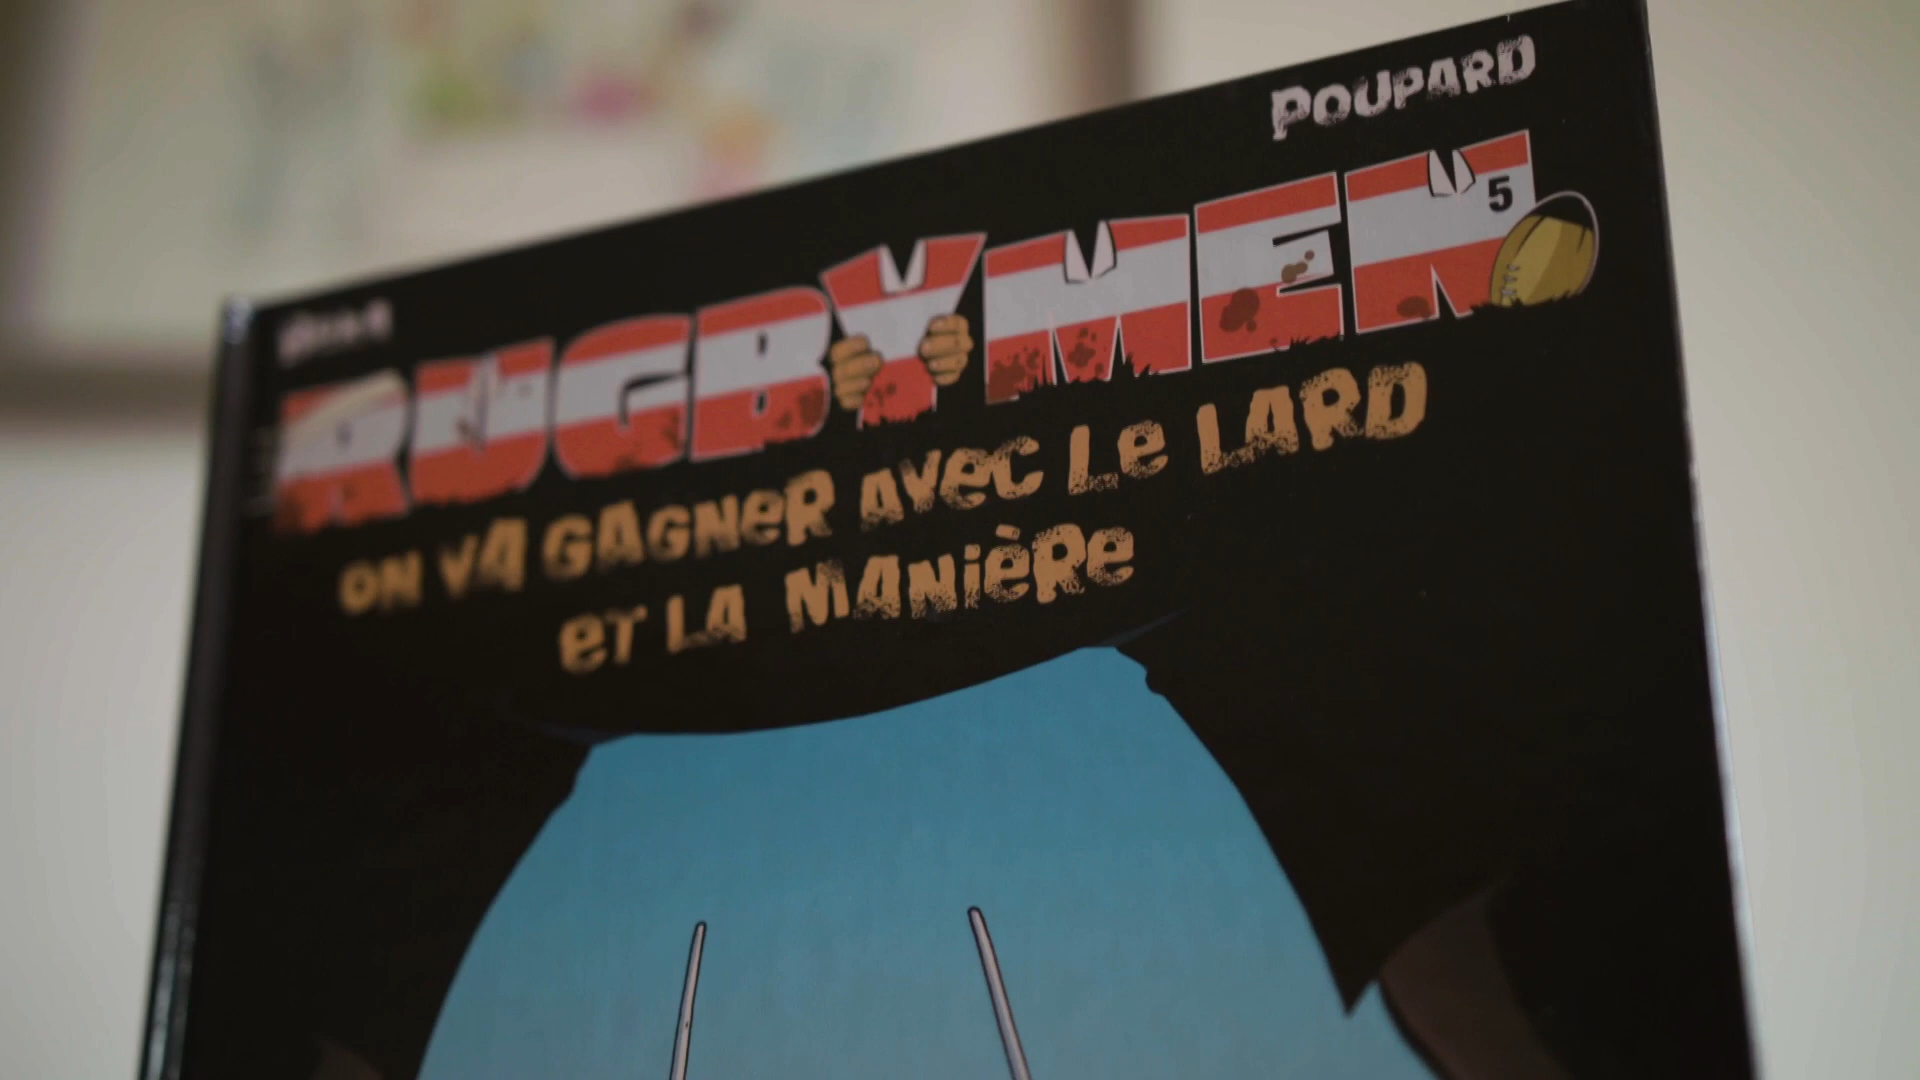 POUPARD
RUGBYMEN
5
ON VA GAGNER AVEC LE LARD
ET LA MANIÈRE